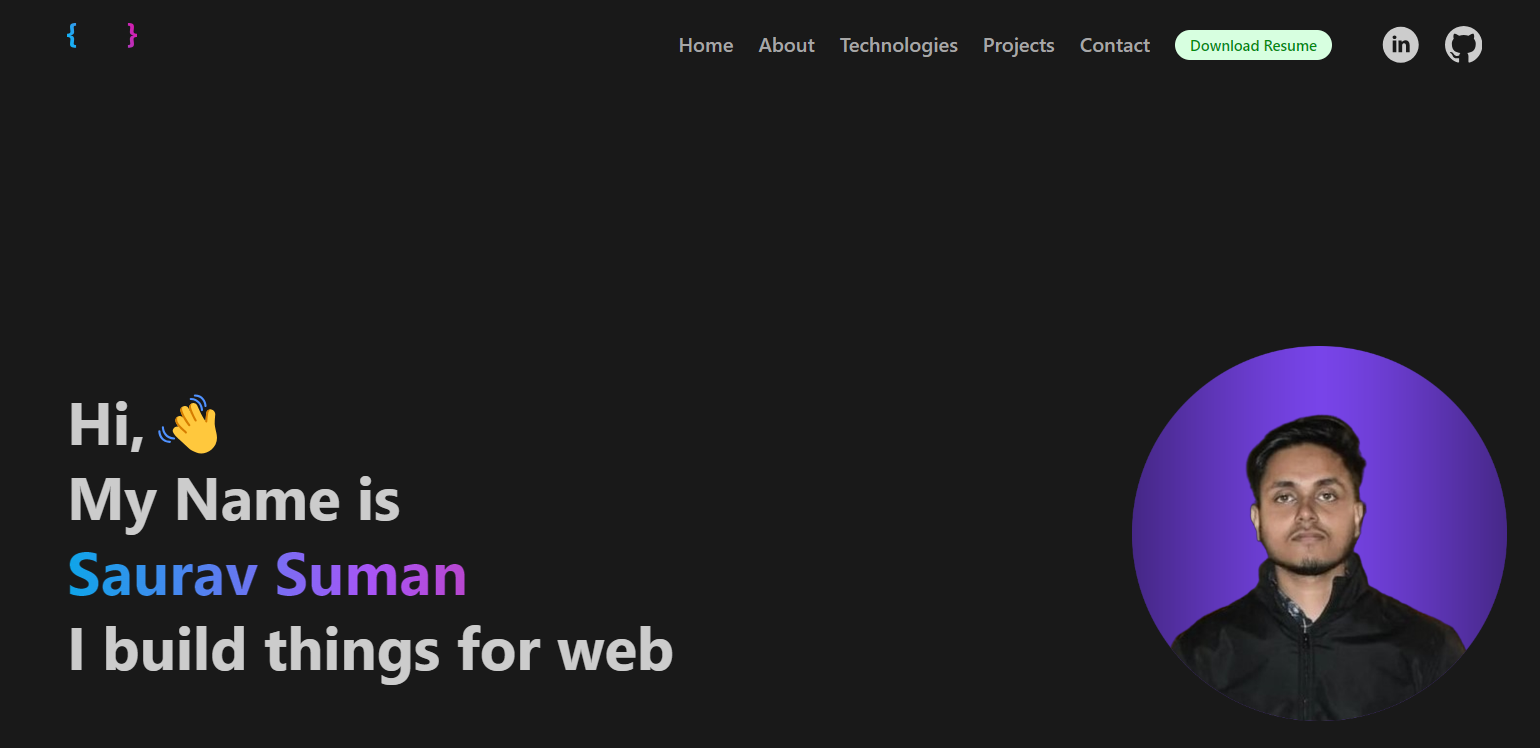 { }
Home About Technologies Projects Contact Download Resume in
Hi, 👋
My Name is
Saurav Suman
I build things for web